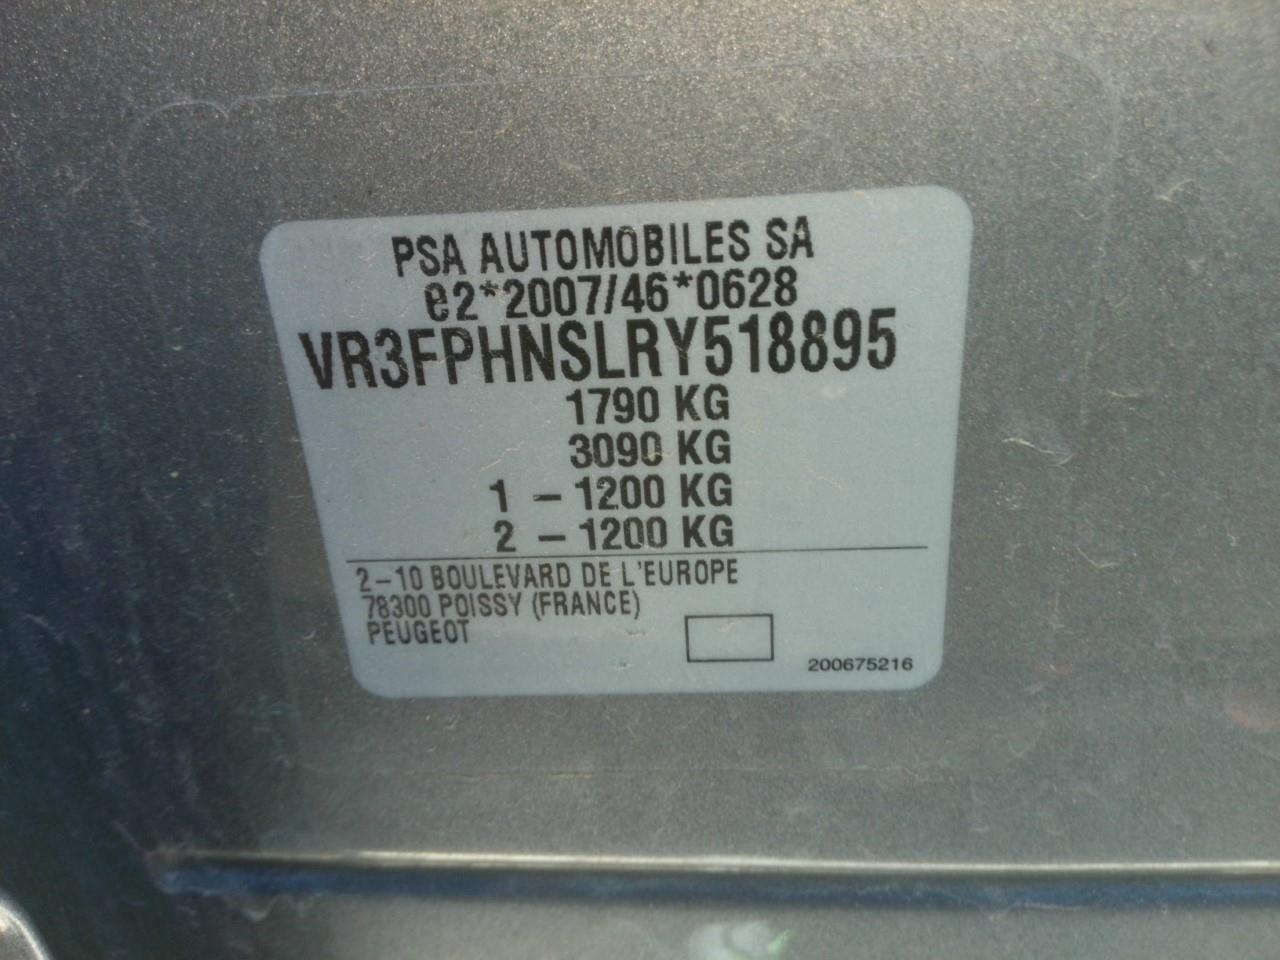 PSA AUTOMOBILES SA
e2*2007/46*0628
VR3FPHNSLRY518895
1790 KG
3090 KG
1 - 1200 KG
2 - 1200 KG
2-10 BOULEVARD DE L'EUROPE
78300 POISSY (FRANCE)
PEUGEOT
200675216